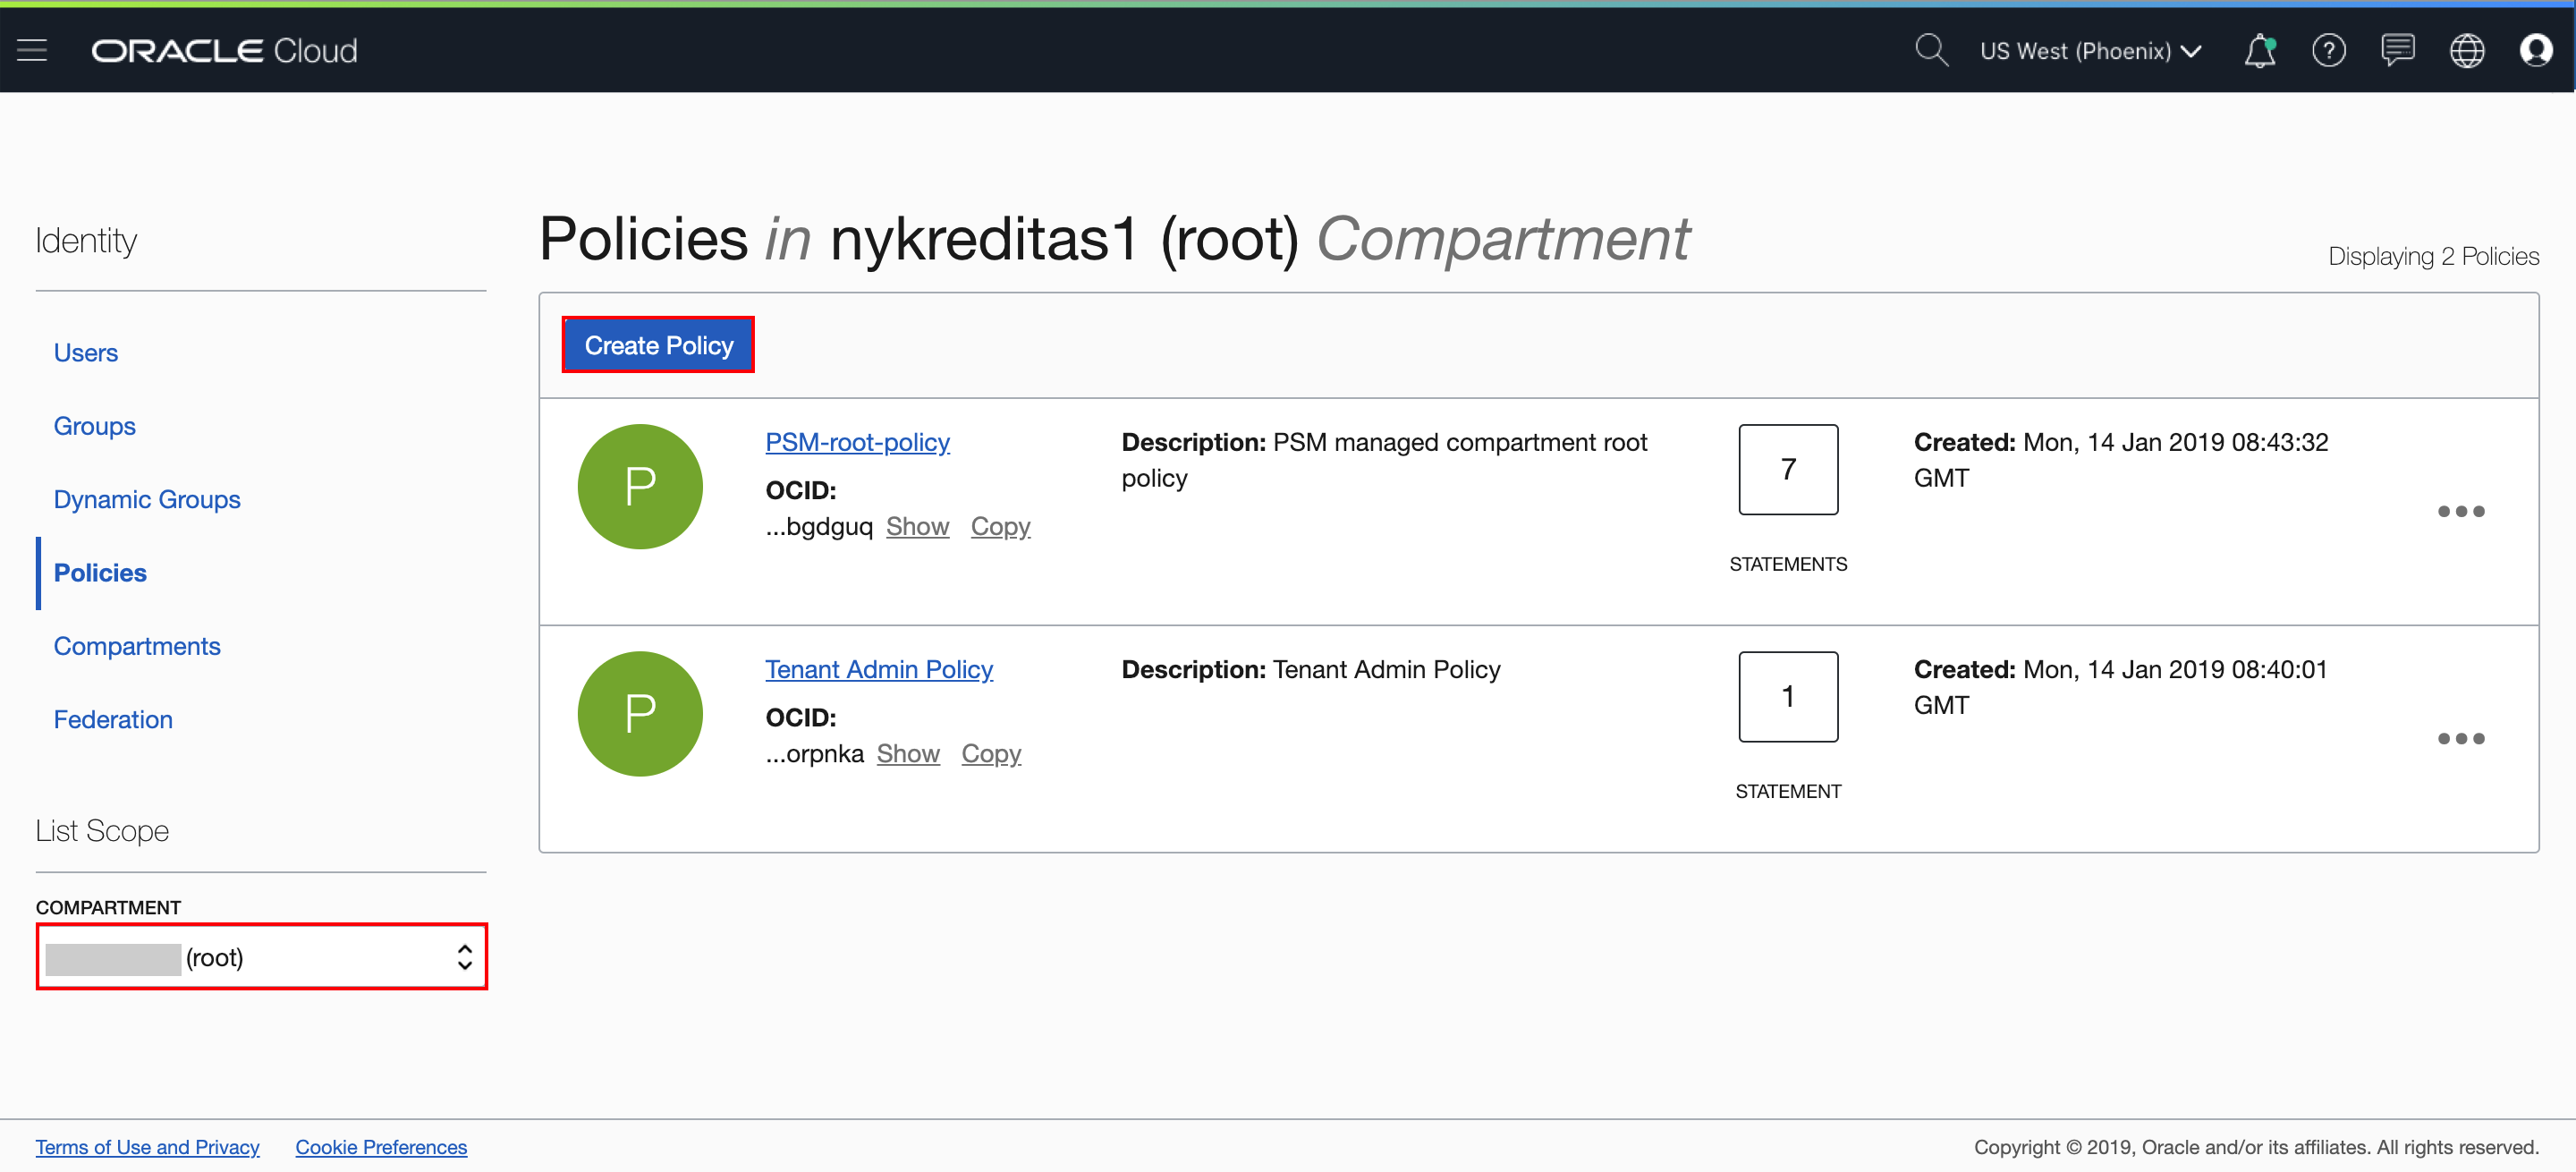 ORACLE Cloud
US West (Phoenix)
Identity
Users
Groups
Dynamic Groups
Policies
Compartments
Federation
List Scope
COMPARTMENT
(root)
Policies in nykreditas1 (root) Compartment
Displaying 2 Policies
Create Policy
P
PSM-root-policy
OCID:
...bgdguq Show Copy
Description: PSM managed compartment root
policy
7
STATEMENTS
Created: Mon, 14 Jan 2019 08:43:32
GMT
P
Tenant Admin Policy
OCID:
...orpnka Show Copy
Description: Tenant Admin Policy
1
STATEMENT
Created: Mon, 14 Jan 2019 08:40:01
GMT
Terms of Use and Privacy Cookie Preferences
Copyright © 2019, Oracle and/or its affiliates. All rights reserved.